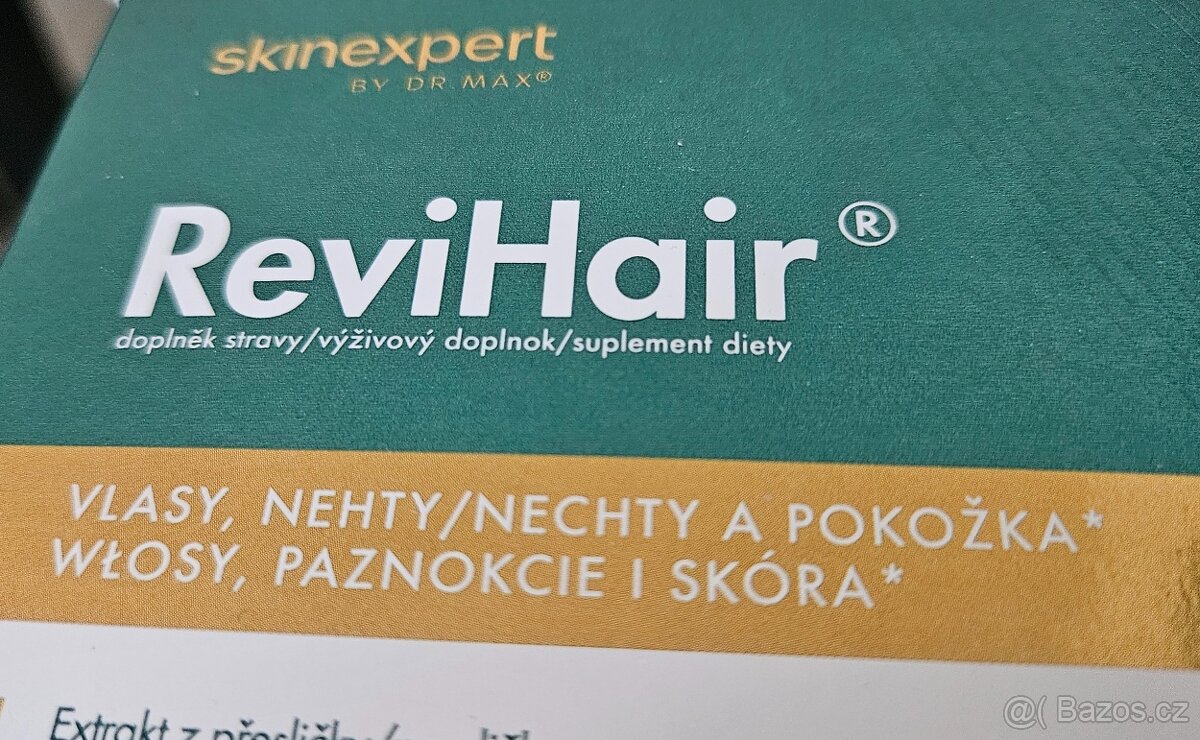 skinexpert
BY DR.MAX®
ReviHair®
doplněk stravy/výživový doplnok/suplement diety
VLASY, NEHTY/NECHTY A POKOŽKA*
WŁOSY, PAZNOKCIE I SKÓRA*
Extrakt z
@( Bazos.cz